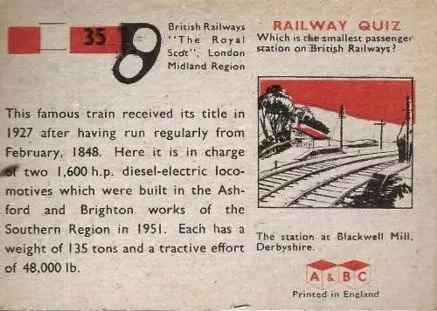 35
British Railways
"The Royal
Scot", London
Midland Region
This famous train received its title in
1927 after having run regularly from
February, 1848. Here it is in charge
of two 1,600 h.p. diesel-electric loco-
motives which were built in the Ash-
ford and Brighton works of the
Southern Region in 1951. Each has a
weight of 135 tons and a tractive effort
of 48,000 lb.
RAILWAY QUIZ
Which is the smallest passenger
station on British Railways?
The station at Blackwell Mill,
Derbyshire.
A & BC
Printed in England